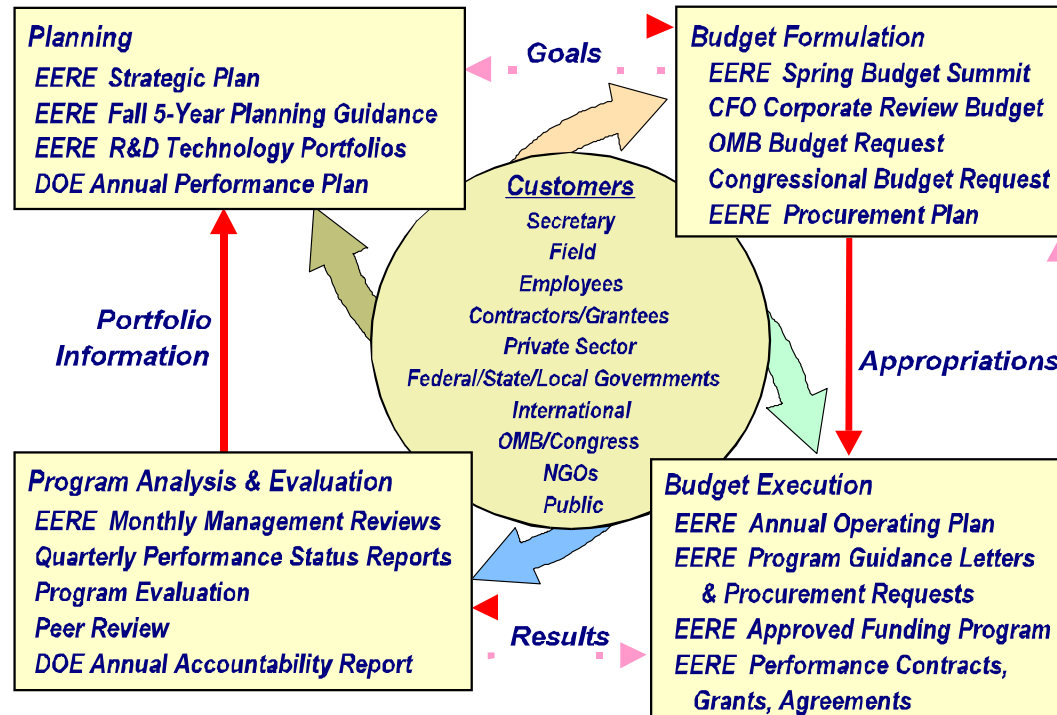 Planning
EERE Strategic Plan
EERE Fall 5-Year Planning Guidance
EERE R&D Technology Portfolios
DOE Annual Performance Plan
Goals
Budget Formulation
EERE Spring Budget Summit
CFO Corporate Review Budget
OMB Budget Request
Congressional Budget Request
EERE Procurement Plan
Customers
Secretary
Field
Employees
Contractors/Grantees
Private Sector
Federal/State/Local Governments
International
OMB/Congress
NGOs
Public
Portfolio
Information
Appropriations
Program Analysis & Evaluation
EERE Monthly Management Reviews
Quarterly Performance Status Reports
Program Evaluation
Peer Review
DOE Annual Accountability Report
Results
Budget Execution
EERE Annual Operating Plan
EERE Program Guidance Letters
& Procurement Requests
EERE Approved Funding Program
EERE Performance Contracts,
Grants, Agreements